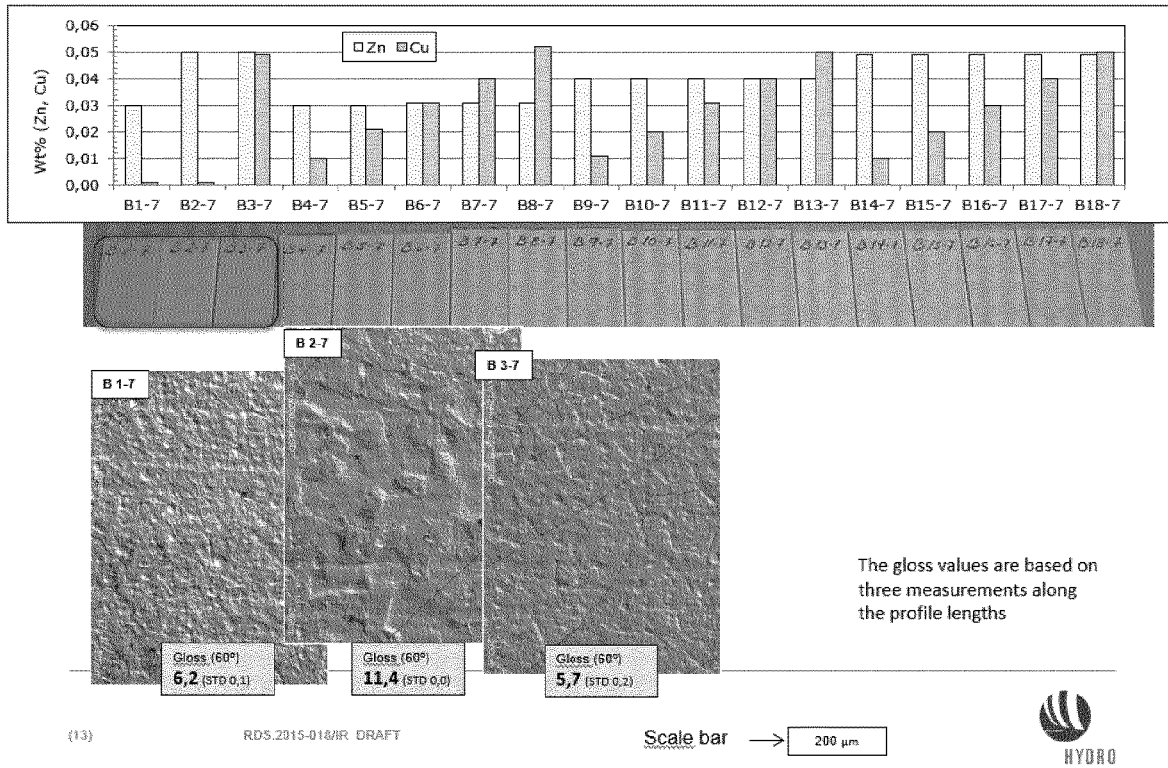 0,06
0,05
0,04
0,03
0,02
0,01
0,00
Wt% (Zn, Cu)
Zn Cu
B1-7 B2-7 B3-7 B4-7 B5-7 B6-7 B7-7 B8-7 B9-7 B10-7 B11-7 B12-7 B13-7 B14-7 B15-7 B16-7 B17-7 B18-7
B 1-7
B 2-7
B 3-7
The gloss values are based on
three measurements along
the profile lengths
Gloss (60º)
6,2 (STD 0,1)
Gloss (60º)
11,4 (STD 0,0)
Gloss (60º)
5,7 (STD 0,2)
(13)
RDS.2015-018/IR DRAFT
Scale bar
200 µm
HYDRO